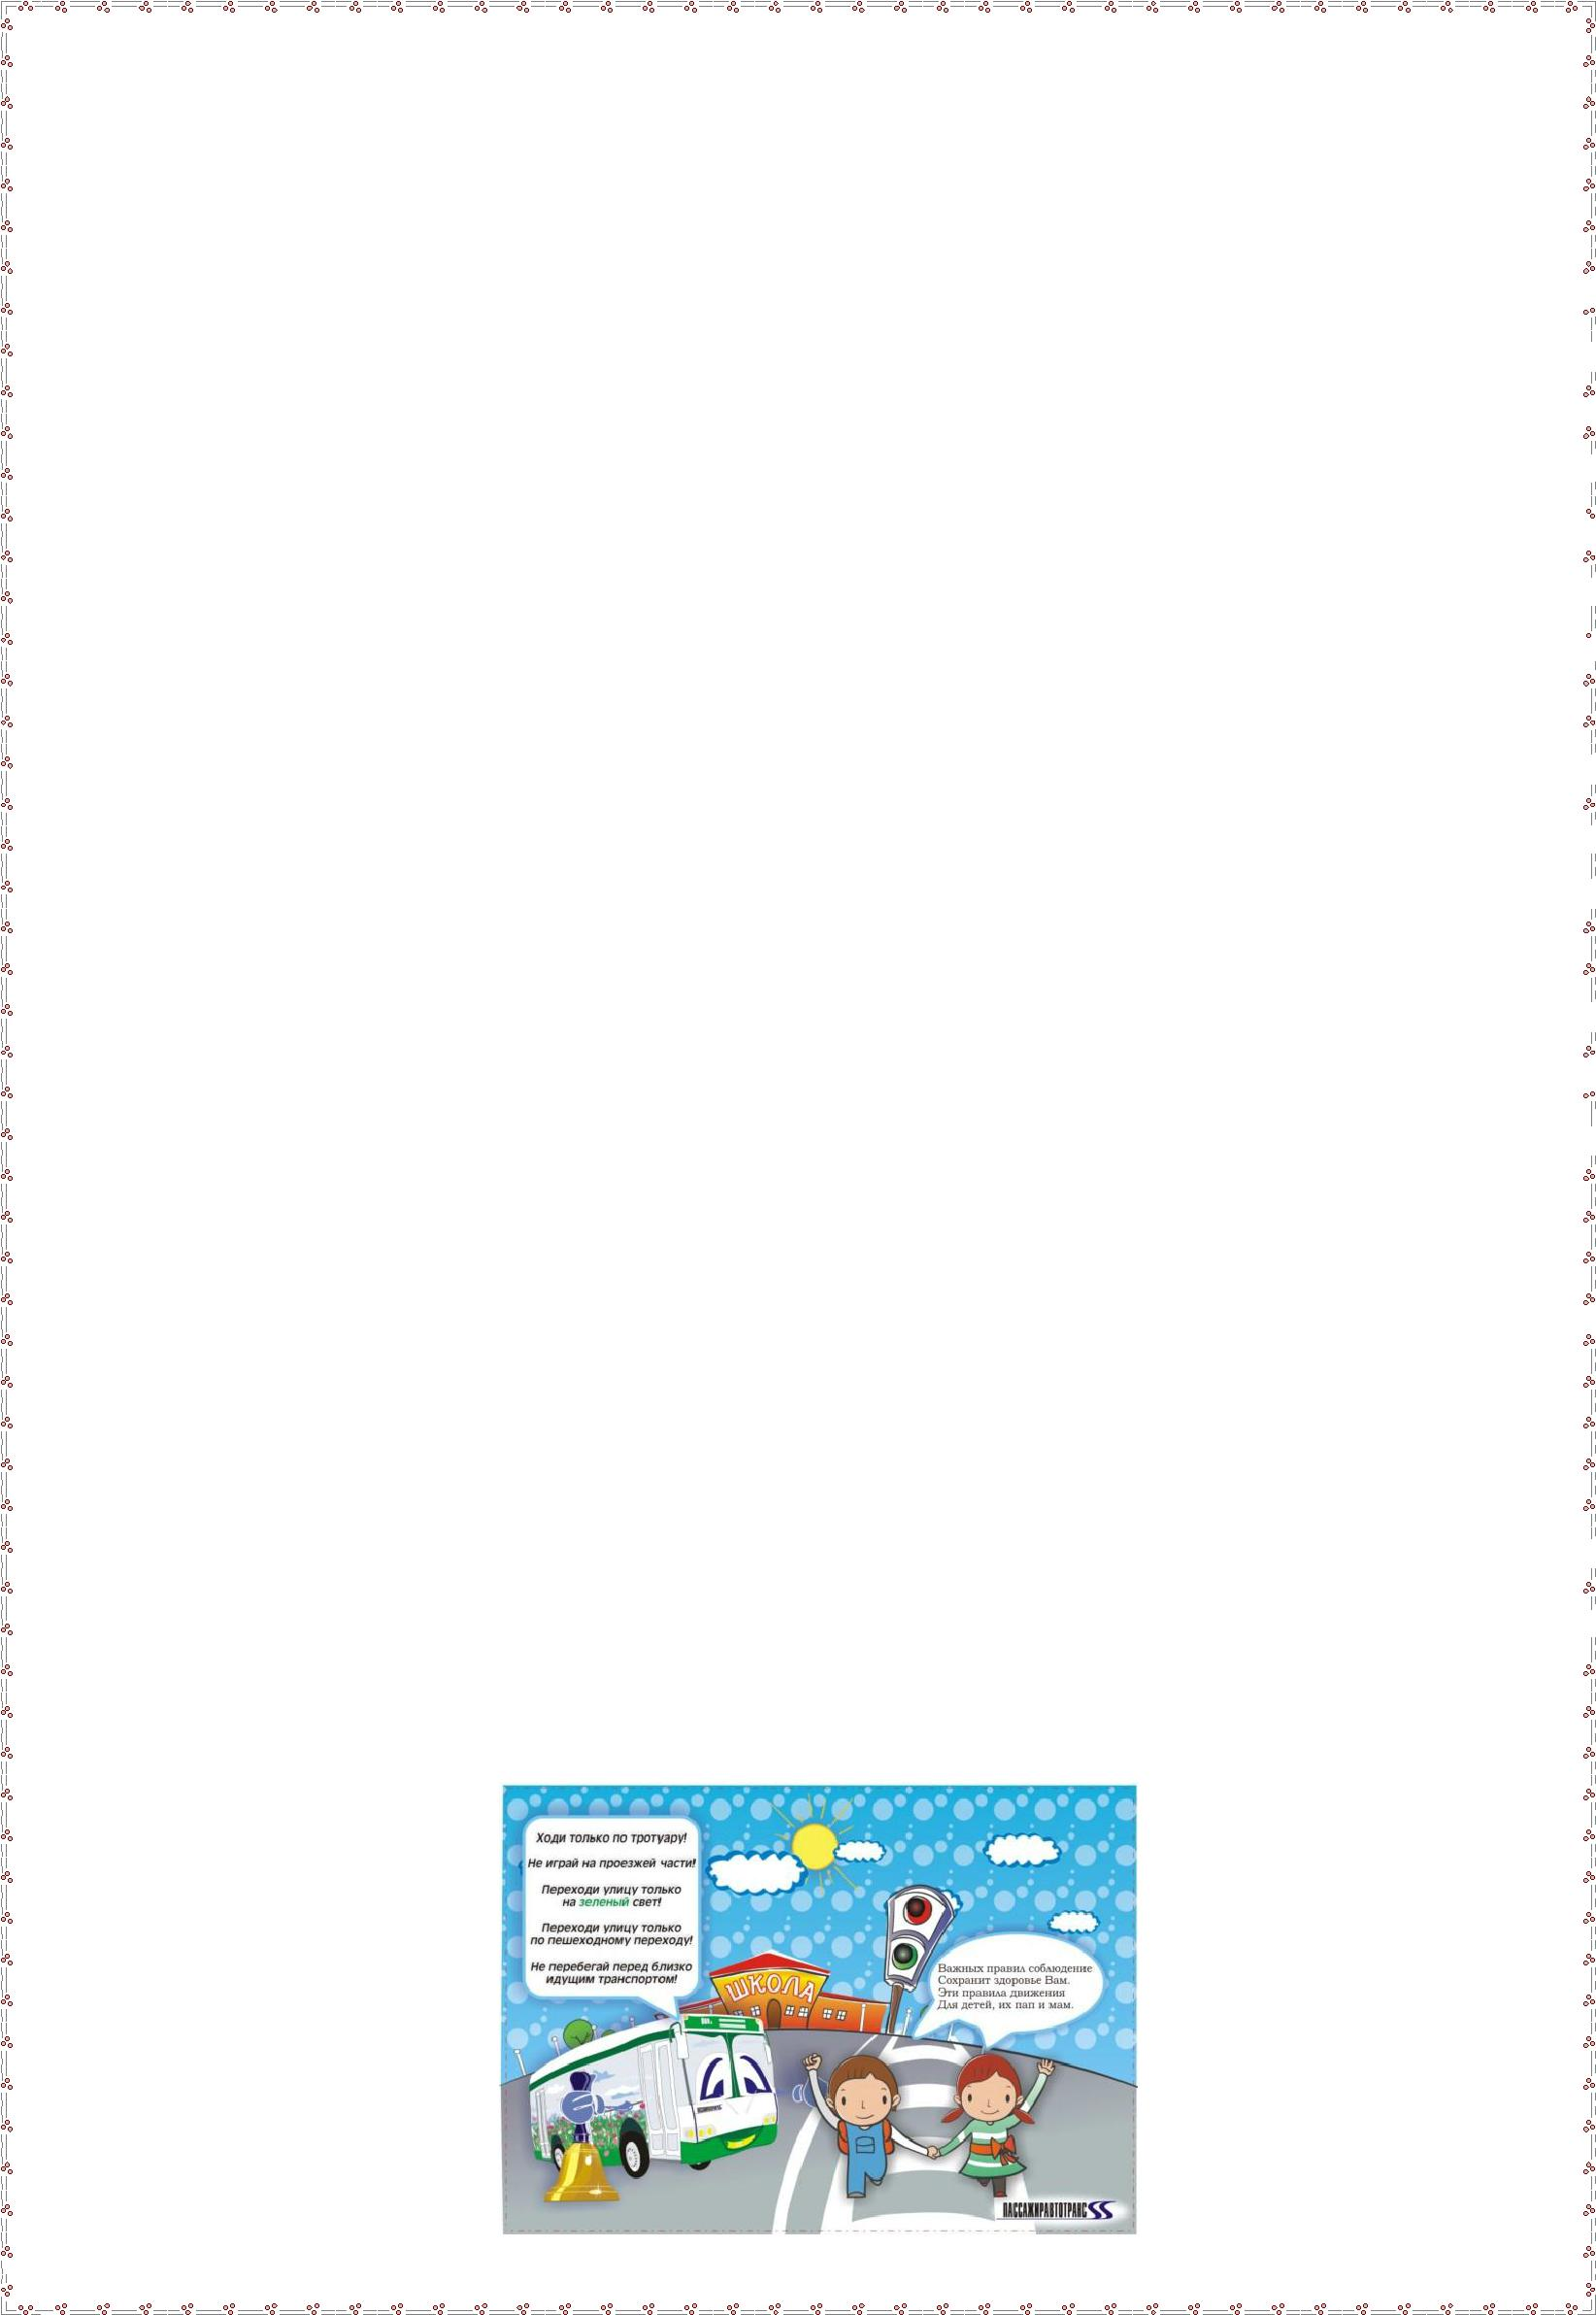 Ходи только по тротуару!
Не играй на проезжей части!
Переходи улицу только
на зеленый свет!
Переходи улицу только
по пешеходному переходу!
Не перебегай перед близко
идущим транспортом!
ШКОЛА
Важных правил соблюдение
Сохранит здоровье Вам.
Эти правила движения
Для детей, их пап и мам.
ПАССАЖИРАВТОТРАНС